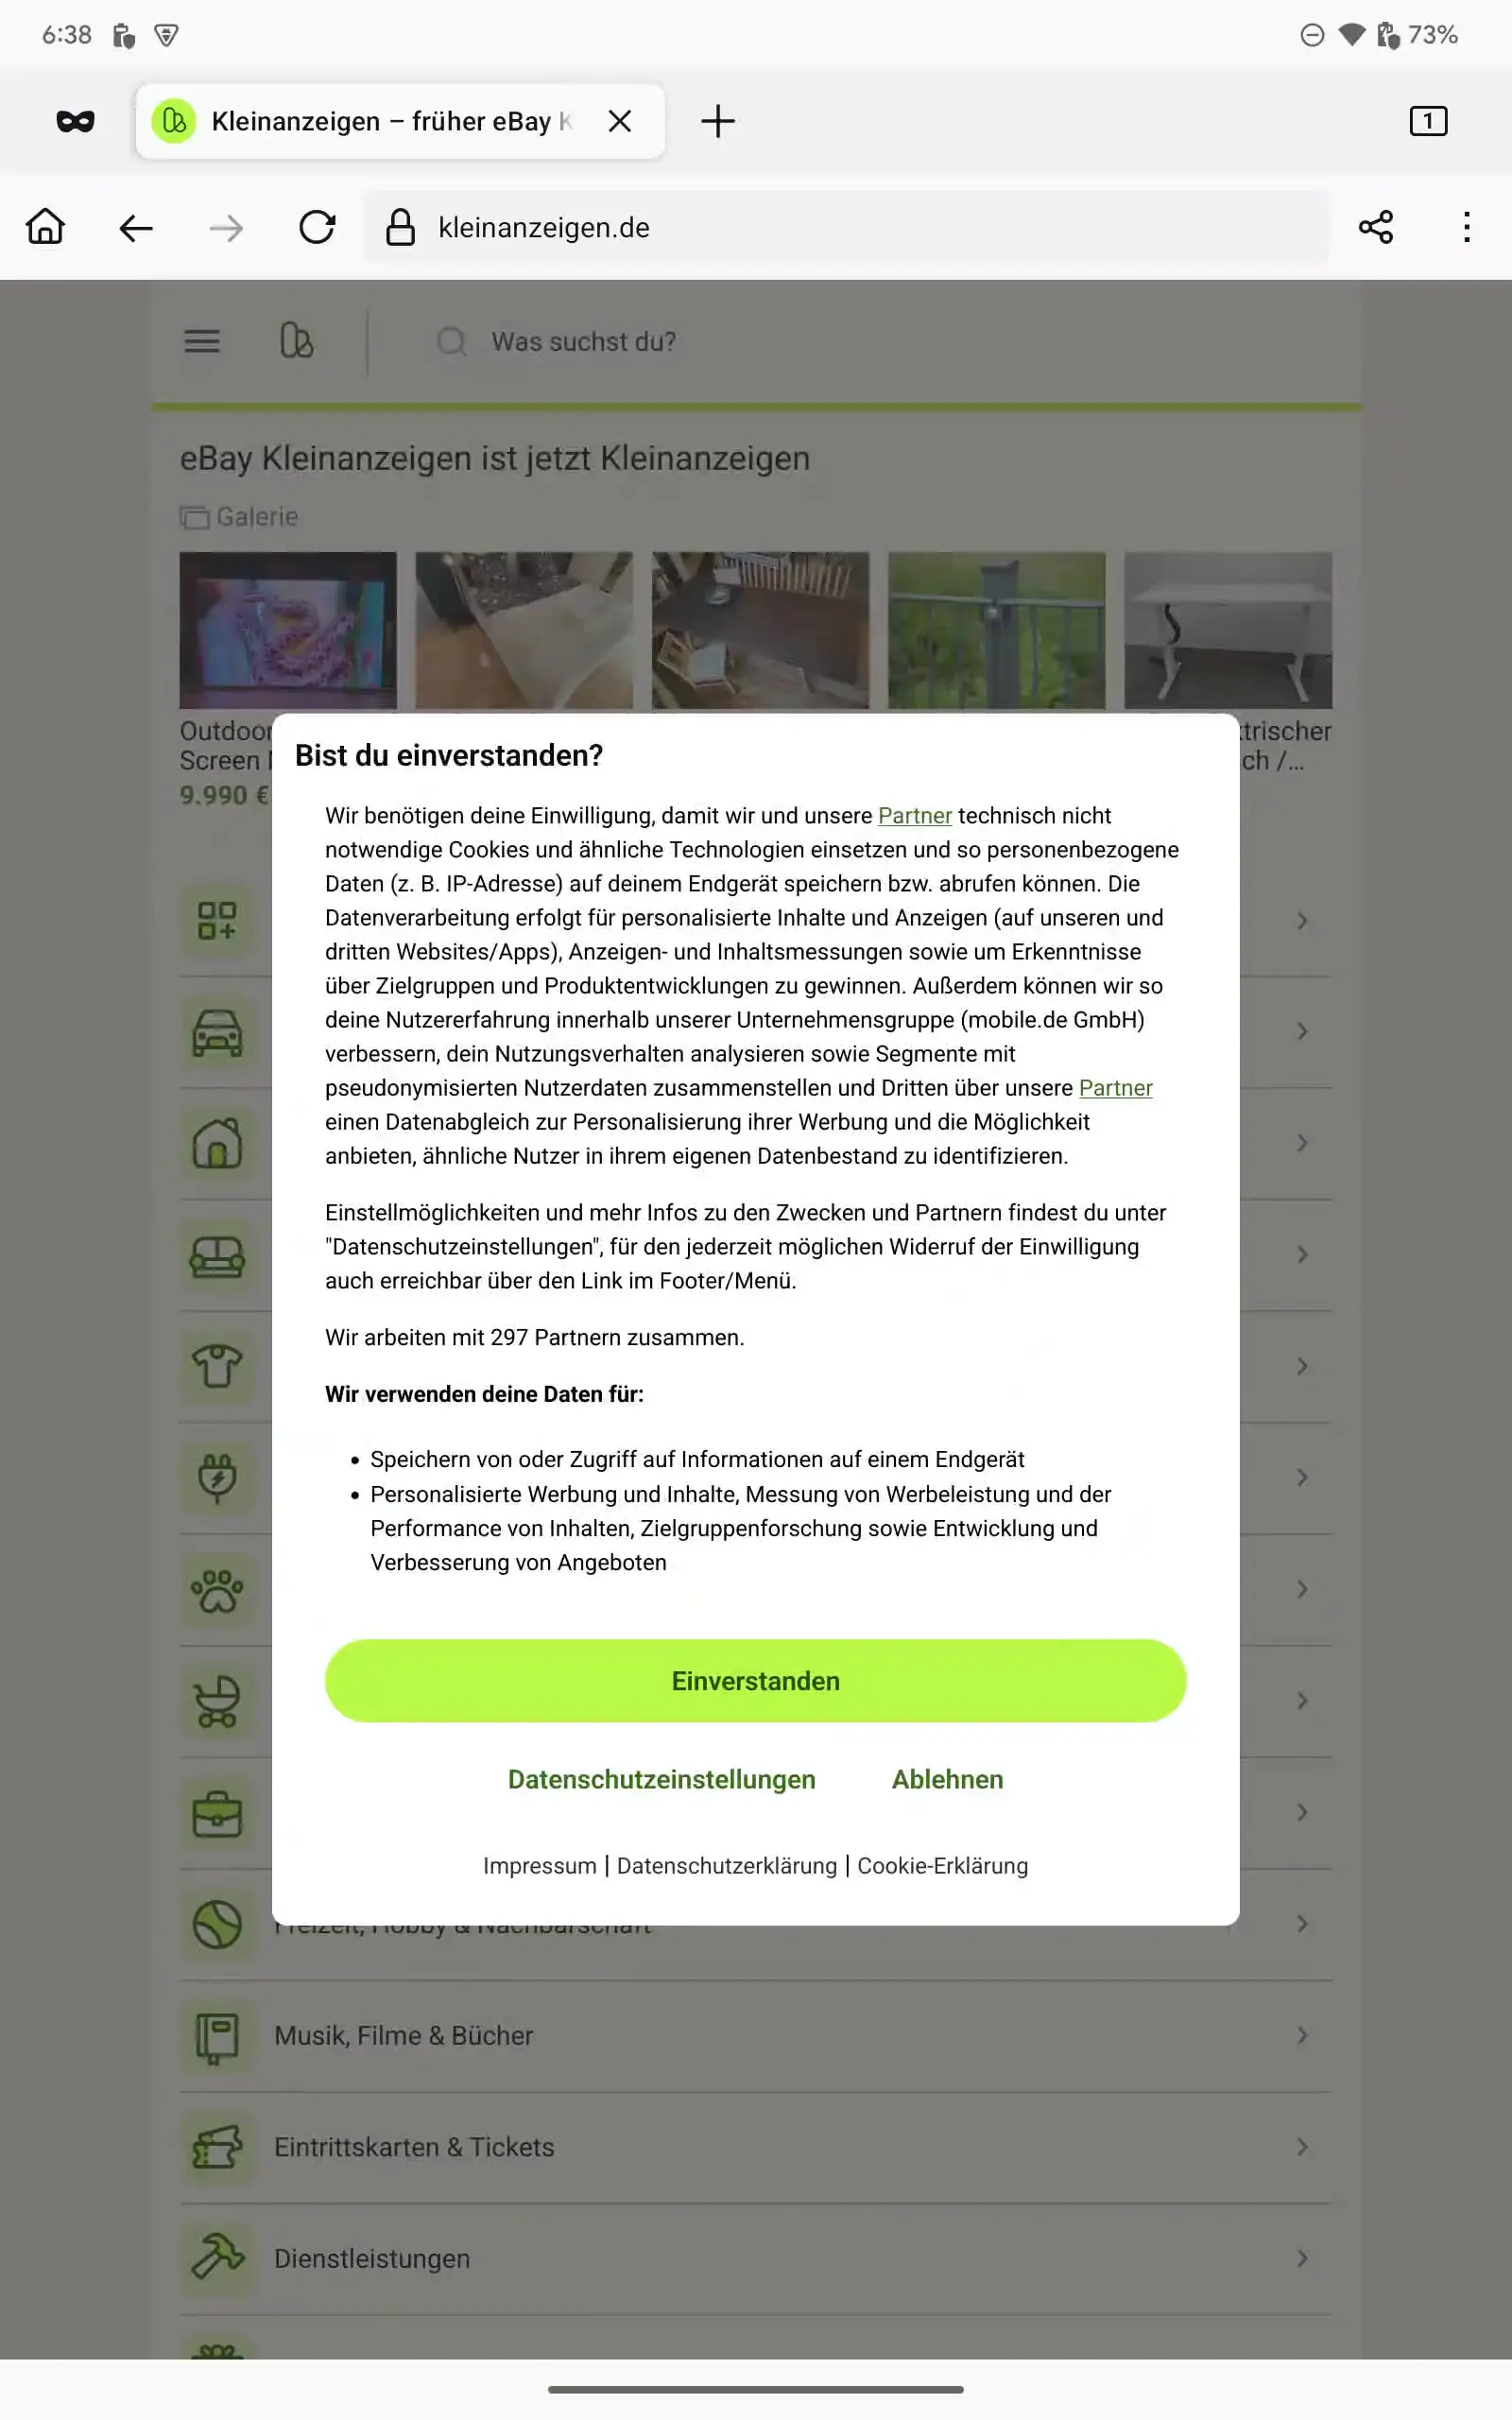 6:38
73%
Kleinanzeigen – früher eBay K
1
kleinanzeigen.de
Was suchst du?
eBay Kleinanzeigen ist jetzt Kleinanzeigen
Galerie
Outdoor
Screen
9.990 €
ktrischer
ch /...
Bist du einverstanden?
Wir benötigen deine Einwilligung, damit wir und unsere Partner technisch nicht
notwendige Cookies und ähnliche Technologien einsetzen und so personenbezogene
Daten (z. B. IP-Adresse) auf deinem Endgerät speichern bzw. abrufen können. Die
Datenverarbeitung erfolgt für personalisierte Inhalte und Anzeigen (auf unseren und
dritten Websites/Apps), Anzeigen- und Inhaltsmessungen sowie um Erkenntnisse
über Zielgruppen und Produktentwicklungen zu gewinnen. Außerdem können wir so
deine Nutzererfahrung innerhalb unserer Unternehmensgruppe (mobile.de GmbH)
verbessern, dein Nutzungsverhalten analysieren sowie Segmente mit
pseudonymisierten Nutzerdaten zusammenstellen und Dritten über unsere Partner
einen Datenabgleich zur Personalisierung ihrer Werbung und die Möglichkeit
anbieten, ähnliche Nutzer in ihrem eigenen Datenbestand zu identifizieren.
Einstellmöglichkeiten und mehr Infos zu den Zwecken und Partnern findest du unter
"Datenschutzeinstellungen", für den jederzeit möglichen Widerruf der Einwilligung
auch erreichbar über den Link im Footer/Menü.
Wir arbeiten mit 297 Partnern zusammen.
Wir verwenden deine Daten für:
• Speichern von oder Zugriff auf Informationen auf einem Endgerät
• Personalisierte Werbung und Inhalte, Messung von Werbeleistung und der
Performance von Inhalten, Zielgruppenforschung sowie Entwicklung und
Verbesserung von Angeboten
Einverstanden
Datenschutzeinstellungen Ablehnen
Impressum | Datenschutzerklärung | Cookie-Erklärung
Freizeit, Hobby & Nachbarschaft
Musik, Filme & Bücher
Eintrittskarten & Tickets
Dienstleistungen